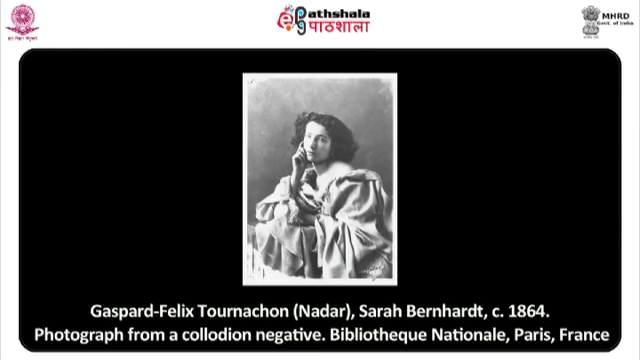 Pathshala
पाठशाला
MHRD
Govt. of India
Gaspard-Felix Tournachon (Nadar), Sarah Bernhardt, c. 1864.
Photograph from a collodion negative. Bibliotheque Nationale, Paris, France